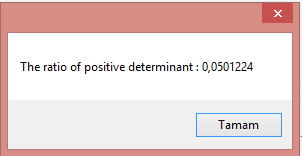 The ratio of positive determinant : 0,0501224
Tamam